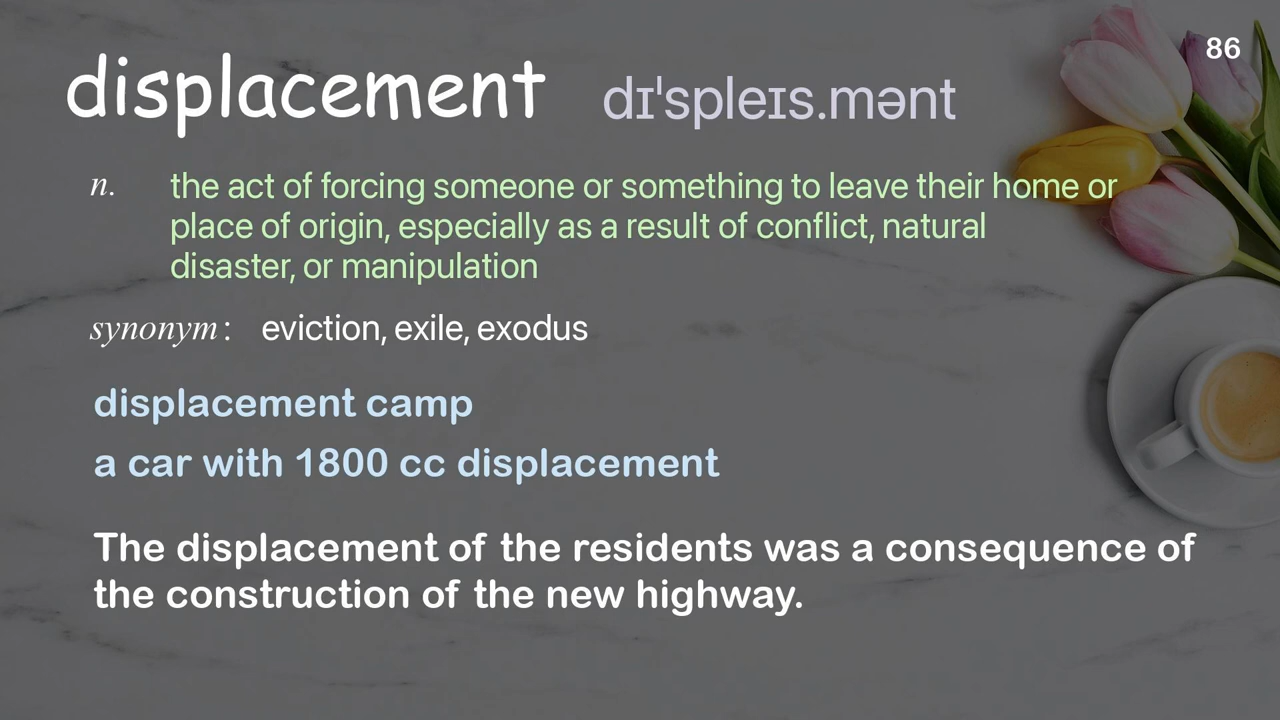 86
displacement dɪˈspleɪs.mənt
n. the act of forcing someone or something to leave their home or
place of origin, especially as a result of conflict, natural
disaster, or manipulation
synonym: eviction, exile, exodus
displacement camp
a car with 1800 cc displacement
The displacement of the residents was a consequence of
the construction of the new highway.